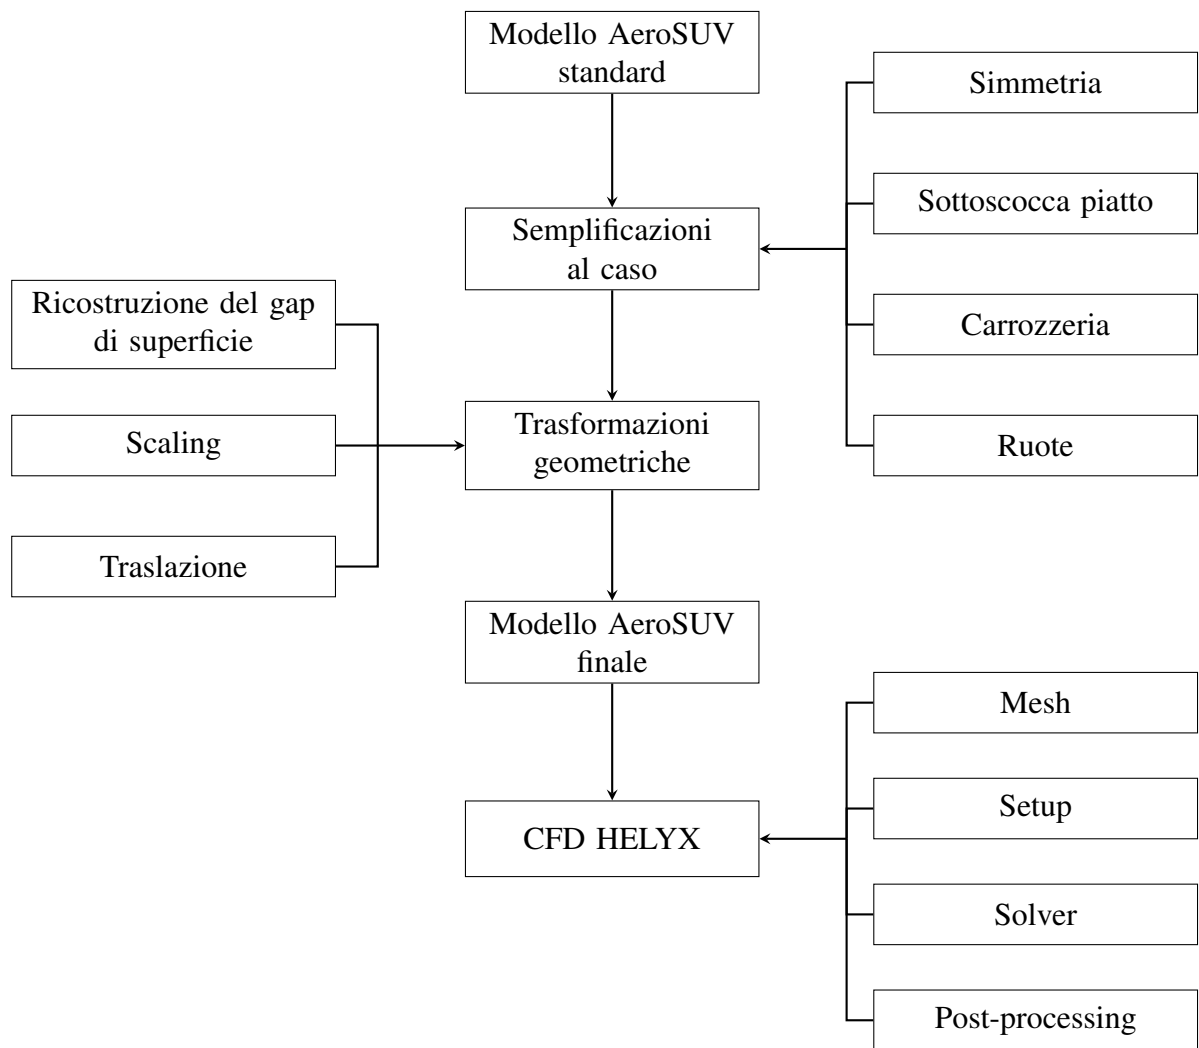 Modello AeroSUV
standard
Simmetria
Sottoscocca piatto
Semplificazioni
al caso
Ricostruzione del gap
di superficie
Carrozzeria
Scaling
Trasformazioni
geometriche
Ruote
Traslazione
Modello AeroSUV
finale
Mesh
Setup
CFD HELYX
Solver
Post-processing